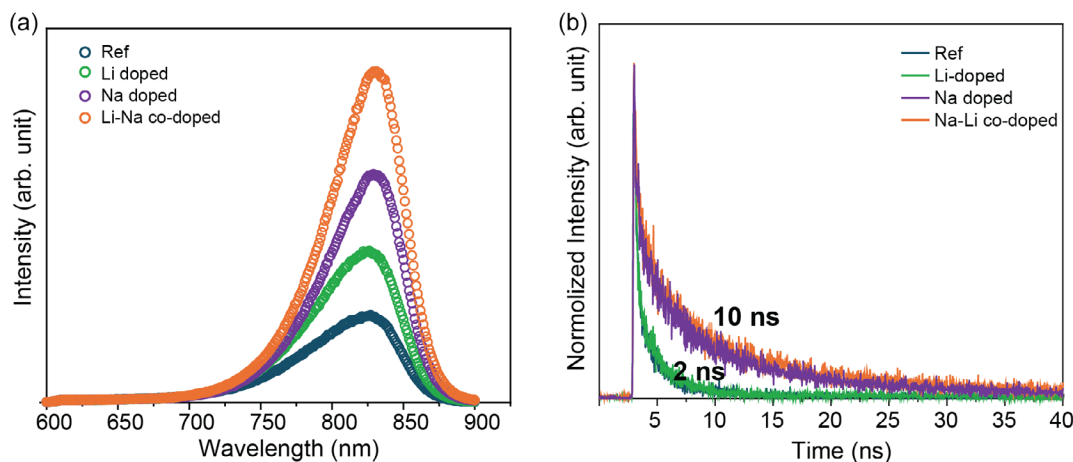 (a)
Intensity (arb. unit)
Ref
Li doped
Na doped
Li-Na co-doped
600 650 700 750 800 850 900
Wavelength (nm)
(b)
Normolized Intensity (arb. unit)
Ref
Li-doped
Na doped
Na-Li co-doped
10 ns
2 ns
5 10 15 20 25 30 35 40
Time (ns)